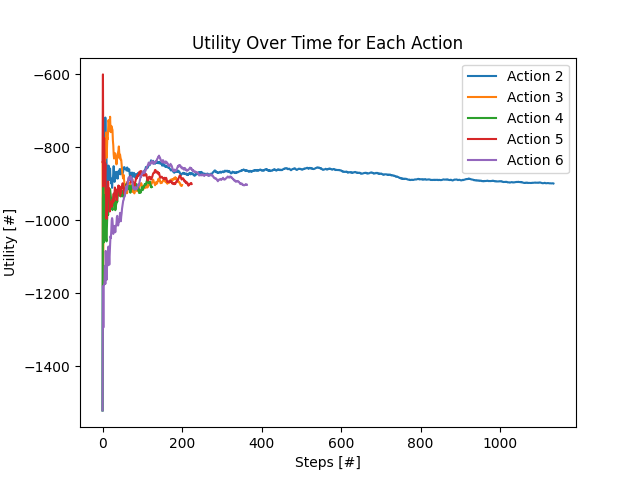 Utility Over Time for Each Action
−600
−800
−1000
−1200
−1400
Utility [#]
0
200
400
600
800
1000
Steps [#]
Action 2
Action 3
Action 4
Action 5
Action 6